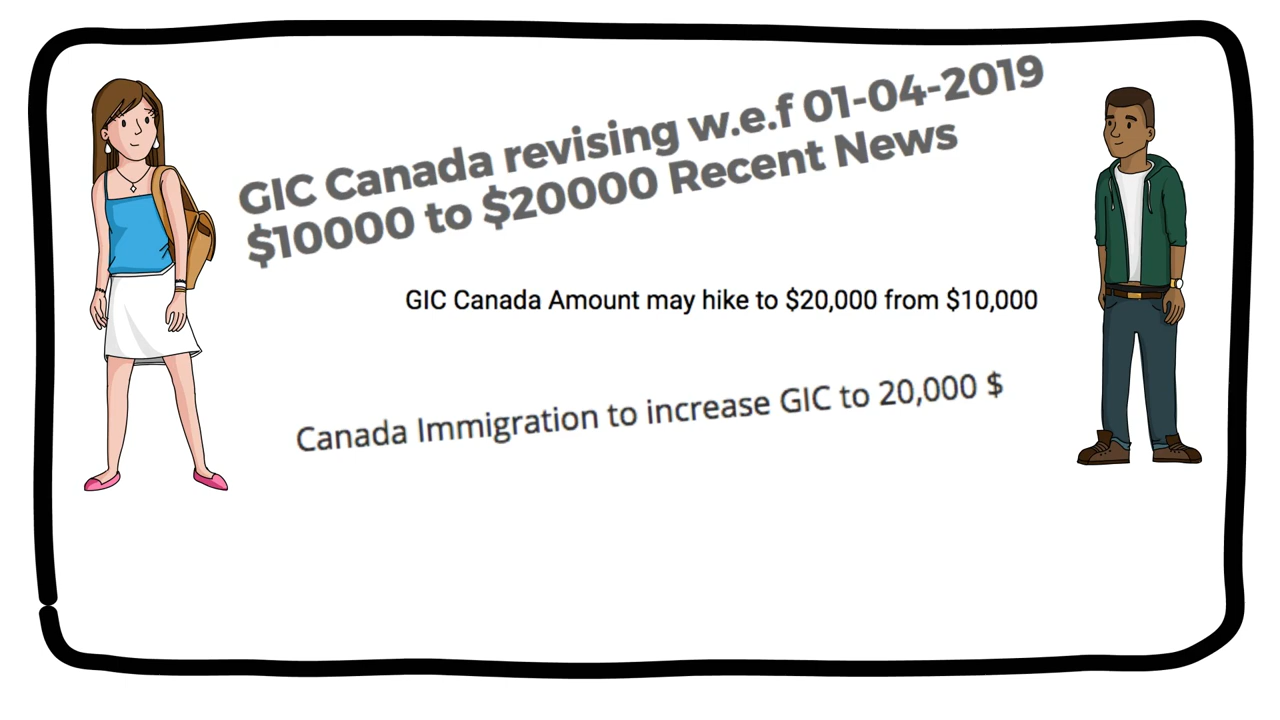 GIC Canada revising w.e.f 01-04-2019
$10000 to $20000 Recent News
GIC Canada Amount may hike to $20,000 from $10,000
Canada Immigration to increase GIC to 20,000 $